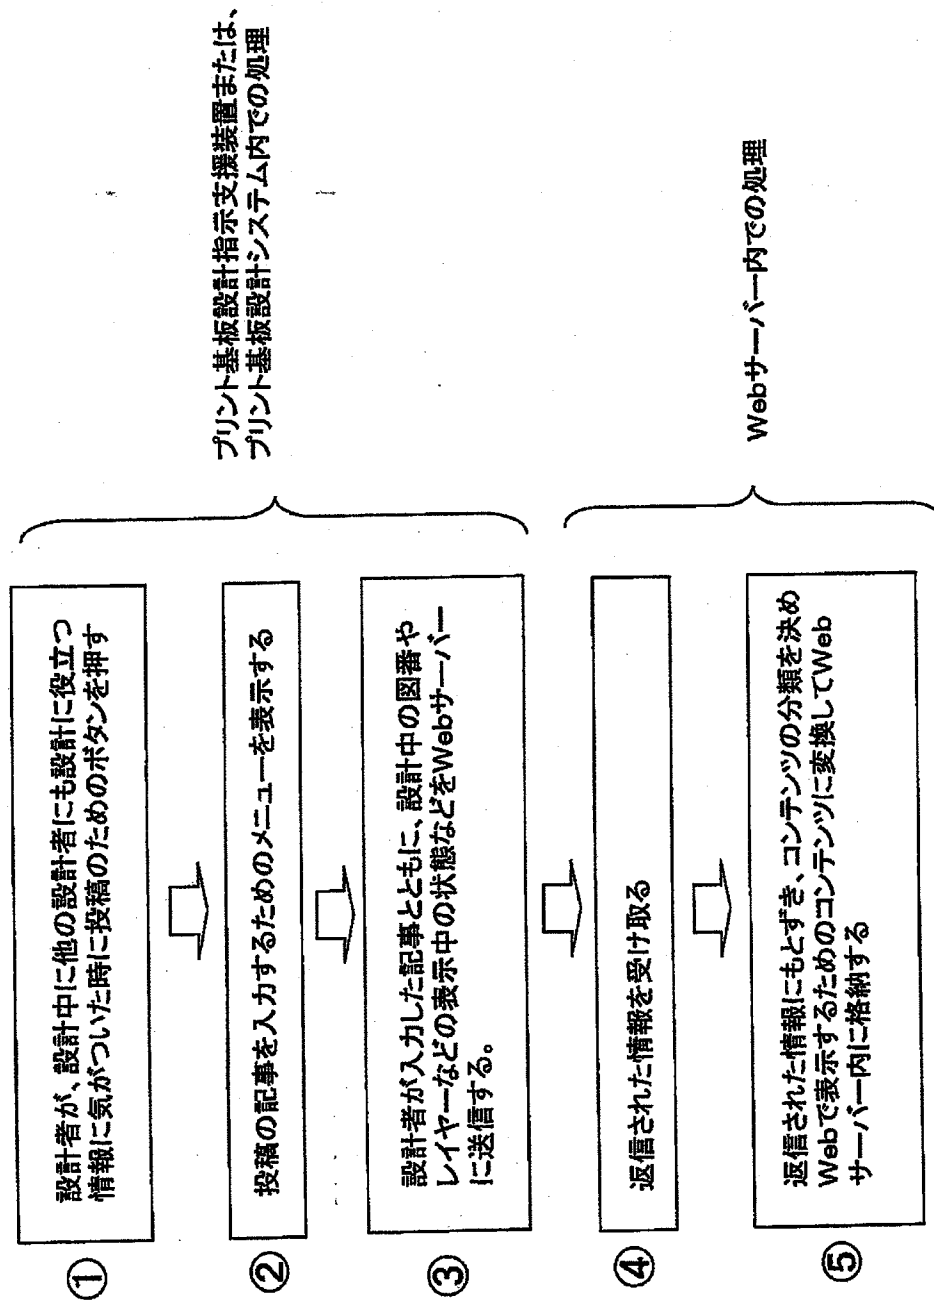 ①
設計者が、設計中に他の設計者にも設計に役立つ
情報に気がついた時に投稿のためのボタンを押す
②
投稿の記事を入力するためのメニューを表示する
③
設計者が入力した記事とともに、設計中の図番や
レイヤーなどの表示中の状態などをWebサーバー
に送信する。
プリント基板設計指示支援装置または、
プリント基板設計システム内での処理
④
返信された情報を受け取る
⑤
返信された情報にもとずき、コンテンツの分類を決め
Webで表示するためのコンテンツに変換してWeb
サーバー内に格納する
Webサーバー内での処理